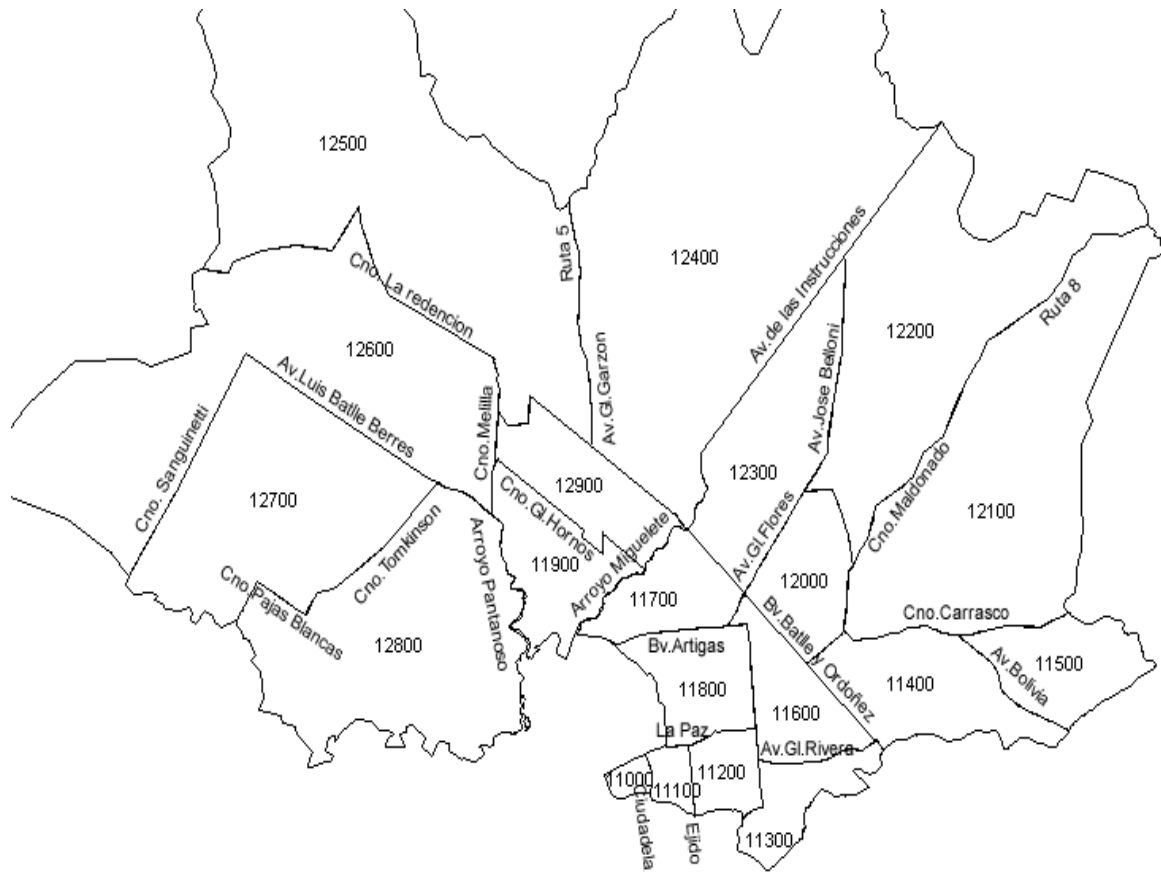 12500
Ruta 5
12400
Cno. La redencion
Av.de las Instrucciones
12200
Ruta 8
12600
Av.Luis Batlle Berres
Av.Gl.Garzon
Av.Jose Belloni
Cno. Sanguinetti
Cno.Melilla
12700
12900
12300
Cno.Maldonado
12100
Cno.Gl.Hornos
Cno.Tomkinson
Arroyo Pantanoso
11900
Arroyo Miguelete
Av.Gl.Flores
12000
11700
Cno.Pajas Blancas
Cno.Carrasco
12800
Bv.Artigas
Bv.Batlle y Ordoñez
11500
Av.Bolivia
11400
11800
11600
La Paz
Av.Gl.Rivera
11000
11100
11200
Ciudadela
Ejido
11300